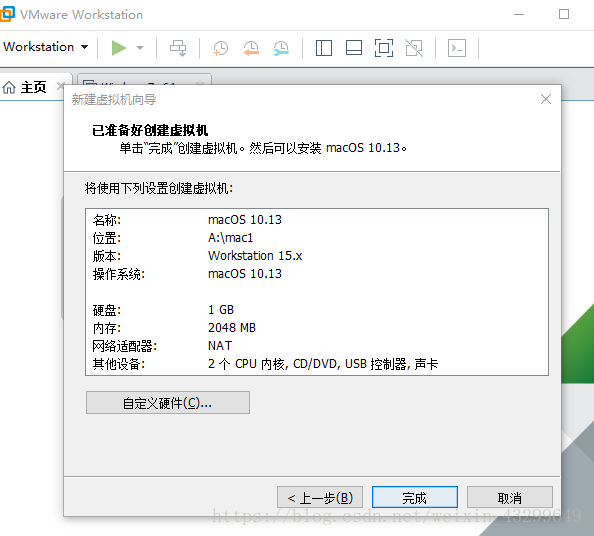 VMware Workstation
Workstation
主页
新建虚拟机向导
已准备好创建虚拟机
单击“完成”创建虚拟机。然后可以安装 macOS 10.13。
将使用下列设置创建虚拟机:
名称: macOS 10.13
位置: A:\mac1
版本: Workstation 15.x
操作系统: macOS 10.13
硬盘: 1 GB
内存: 2048 MB
网络适配器: NAT
其他设备: 2 个 CPU 内核, CD/DVD, USB 控制器, 声卡
自定义硬件(C)...
< 上一步(B)
完成
取消
https://blog.csdn.net/weixin_43299649